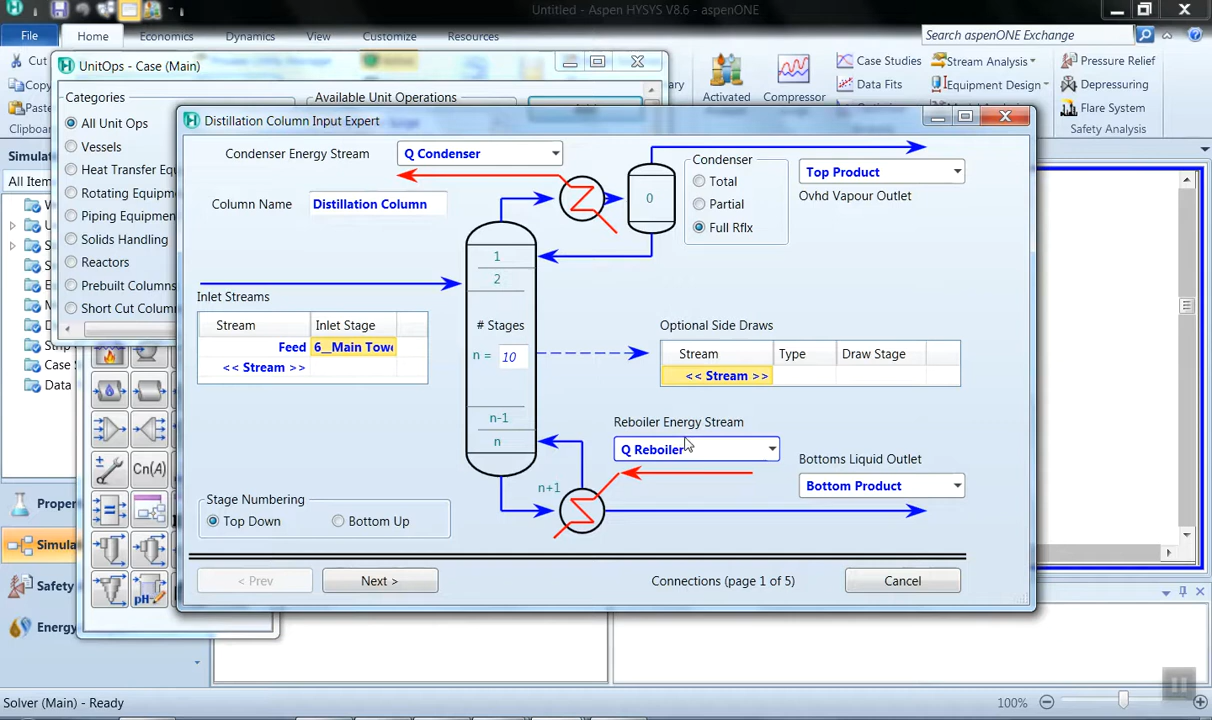 Untitled - Aspen HYSYS V8.6 - aspenONE
File
Home
Economics
Dynamics
View
Customize
Resources
Search aspenONE Exchange
Cut
Copy
Paste
Clipboard
UnitOps - Case (Main)
Categories
Available Unit Operations
All Unit Ops
Vessels
Heat Transfer Equ
Rotating Equipm
Piping Equipmen
Solids Handling
Reactors
Prebuilt Columns
Short Cut Column
Activated
Compressor
Case Studies
Data Fits
Stream Analysis
Equipment Design
Pressure Relief
Depressuring
Flare System
Safety Analysis
All Item
Case
Data
Cn(A)
pH
Proper
Simula
Safety
Energy
Distillation Column Input Expert
Condenser Energy Stream
Q Condenser
Column Name
Distillation Column
0
Condenser
Total
Partial
Full Rflx
Top Product
Ovhd Vapour Outlet
1
2
# Stages
n =
10
n-1
n
n+1
Inlet Streams
Stream
Inlet Stage
Feed
6__Main Towe
<< Stream >>
Optional Side Draws
Stream
Type
Draw Stage
<< Stream >>
Reboiler Energy Stream
Q Reboiler
Bottoms Liquid Outlet
Bottom Product
Stage Numbering
Top Down
Bottom Up
< Prev
Next >
Connections (page 1 of 5)
Cancel
Solver (Main) - Ready
100%